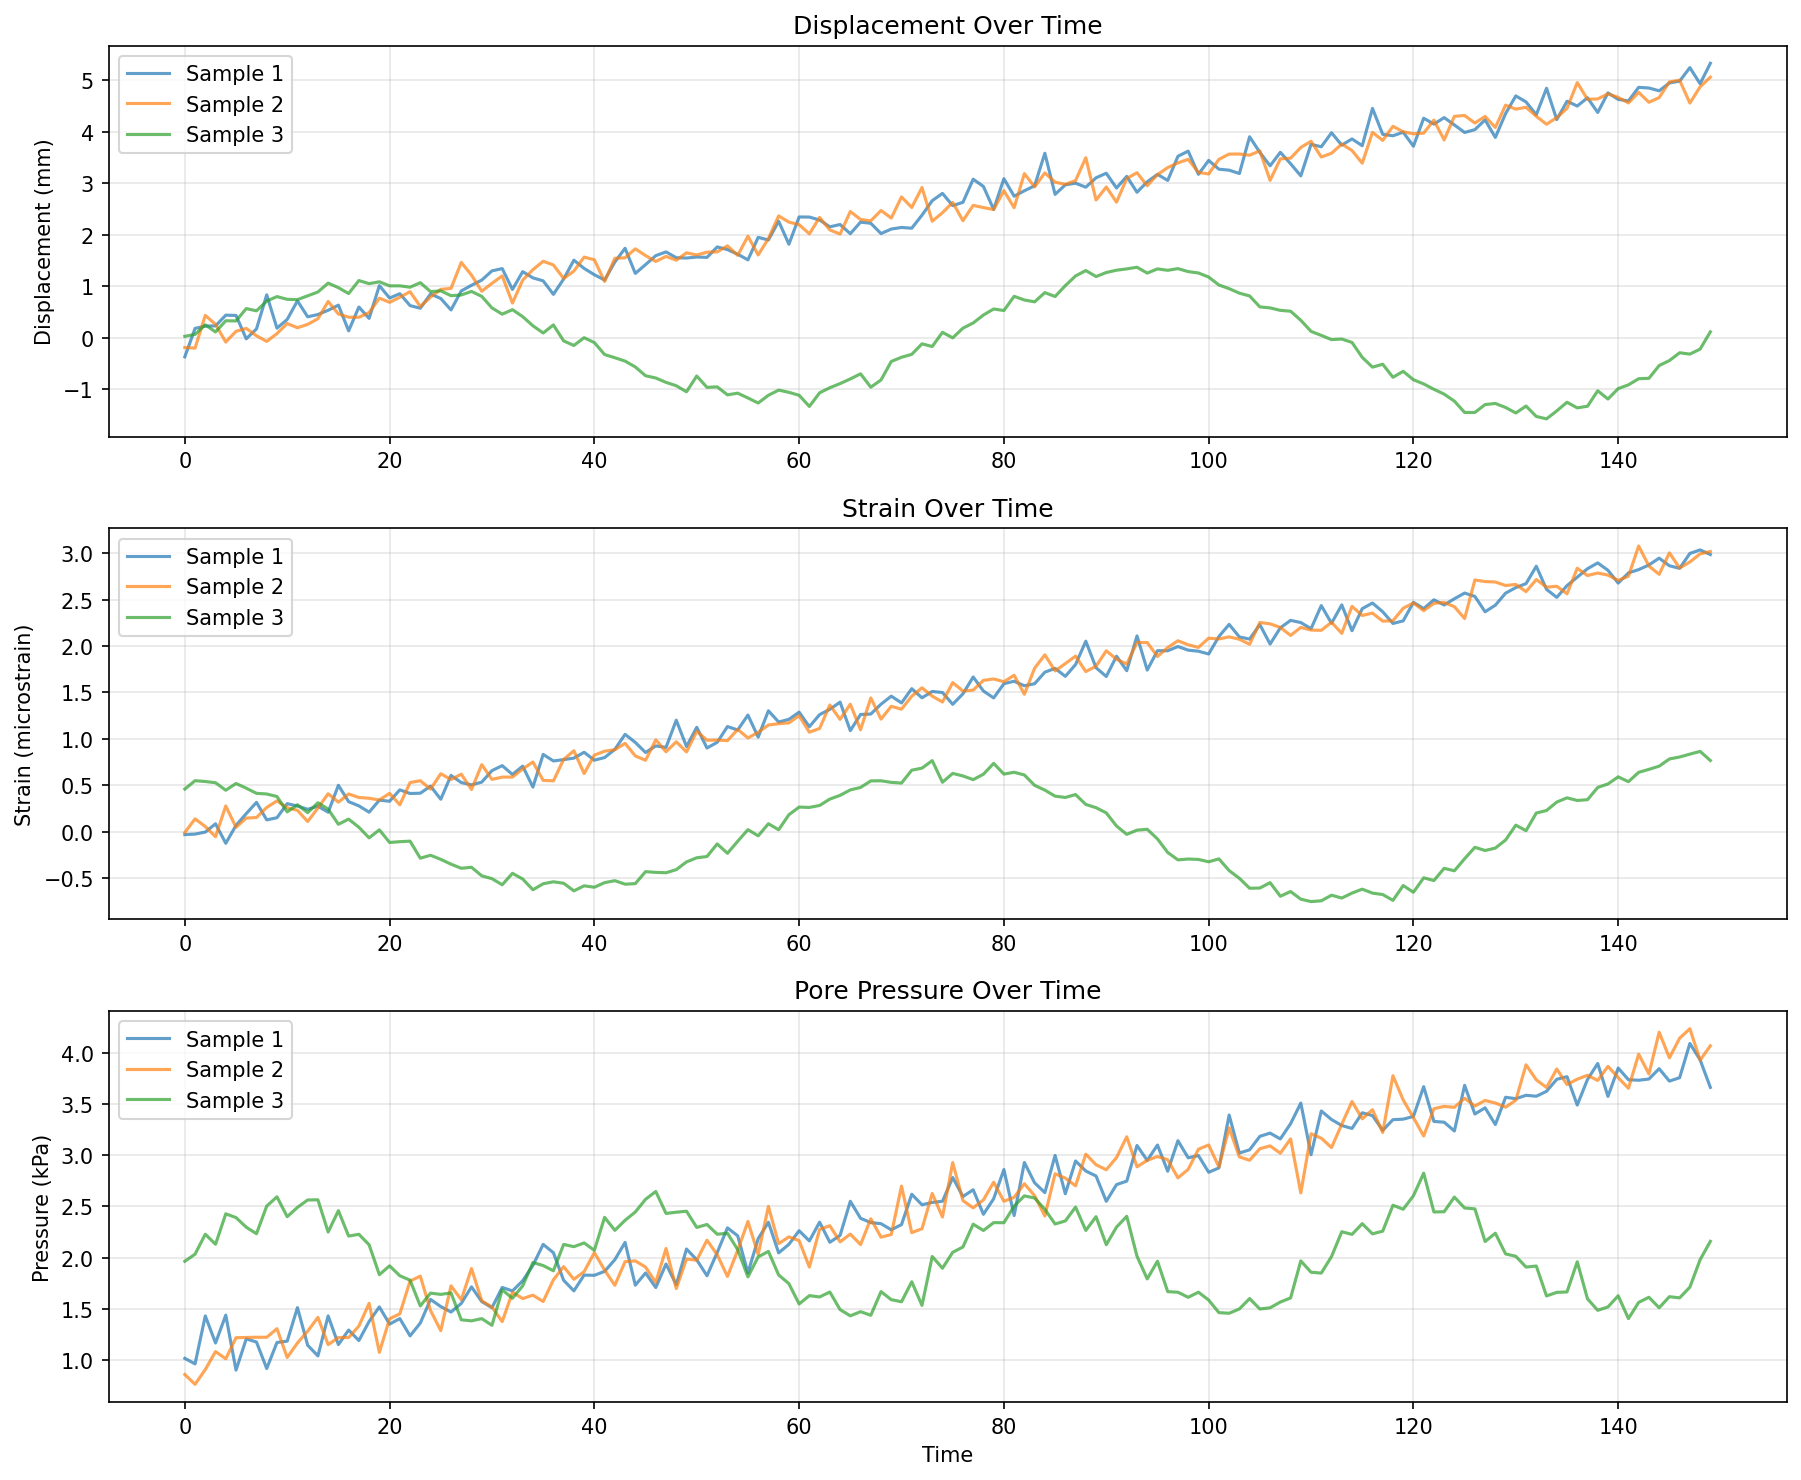 Displacement Over Time
Displacement (mm)
5
4
3
2
1
0
−1
Sample 1
Sample 2
Sample 3
0 20 40 60 80 100 120 140
Strain Over Time
Strain (microstrain)
3.0
2.5
2.0
1.5
1.0
0.5
0.0
−0.5
Sample 1
Sample 2
Sample 3
0 20 40 60 80 100 120 140
Pore Pressure Over Time
Pressure (kPa)
4.0
3.5
3.0
2.5
2.0
1.5
1.0
Sample 1
Sample 2
Sample 3
0 20 40 60 80 100 120 140
Time